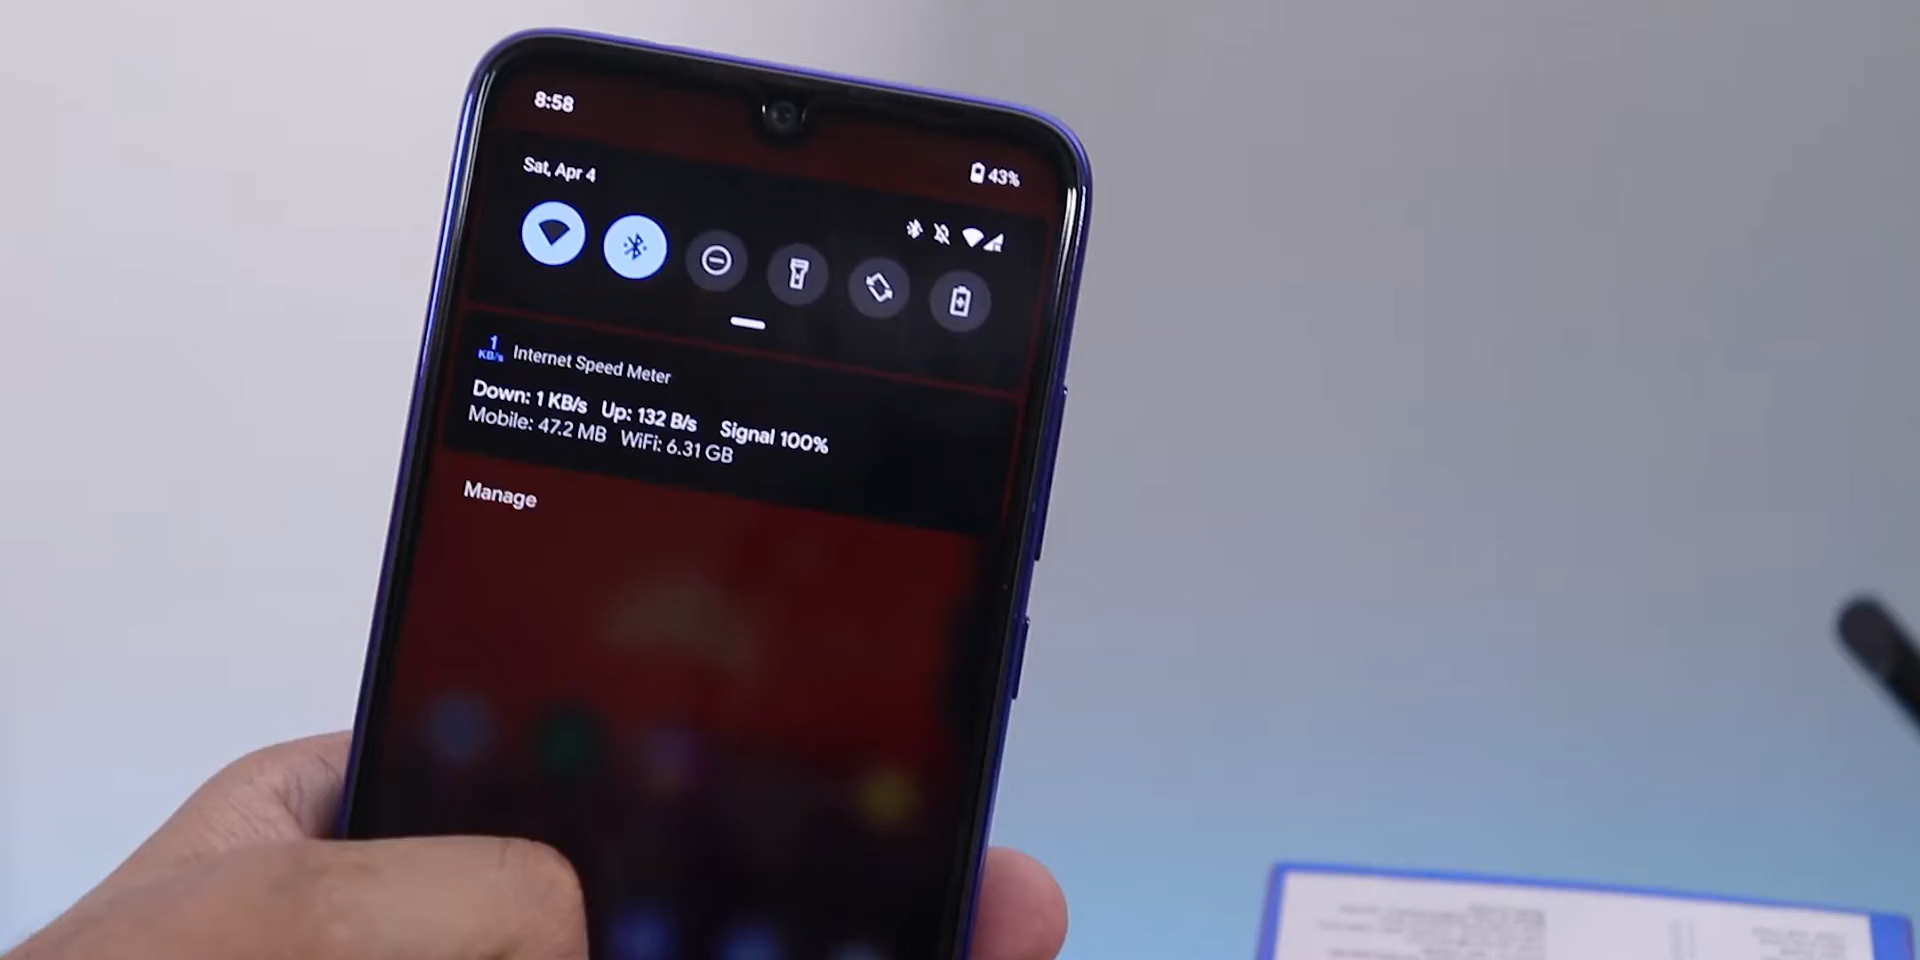 8:58
43%
Sat, Apr 4
1
KB/s
Internet Speed Meter
Down: 1 KB/s Up: 132 B/s Signal 100%
Mobile: 47.2 MB WiFi: 6.31 GB
Manage